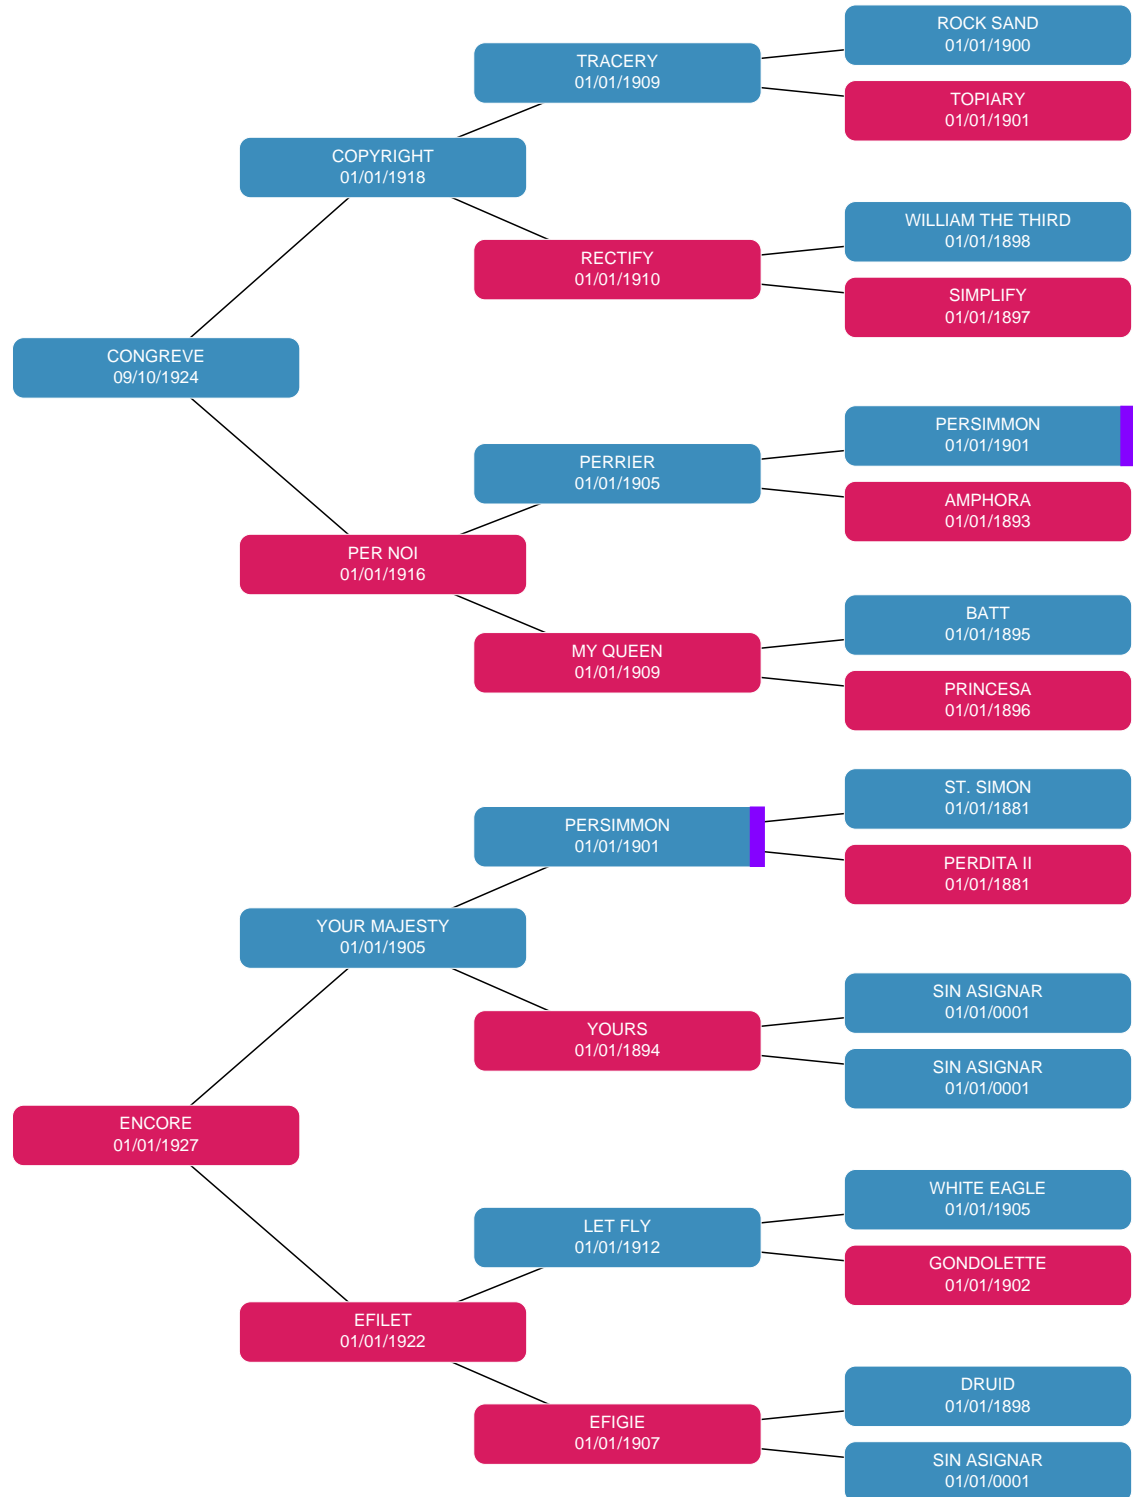 ROCK SAND
01/01/1900
TRACERY
01/01/1909
TOPIARY
01/01/1901
COPYRIGHT
01/01/1918
WILLIAM THE THIRD
01/01/1898
RECTIFY
01/01/1910
SIMPLIFY
01/01/1897
CONGREVE
09/10/1924
PERSIMMON
01/01/1901
PERRIER
01/01/1905
AMPHORA
01/01/1893
PER NOI
01/01/1916
BATT
01/01/1895
MY QUEEN
01/01/1909
PRINCESA
01/01/1896
ST. SIMON
01/01/1881
PERSIMMON
01/01/1901
PERDITA II
01/01/1881
YOUR MAJESTY
01/01/1905
SIN ASIGNAR
01/01/0001
YOURS
01/01/1894
SIN ASIGNAR
01/01/0001
ENCORE
01/01/1927
WHITE EAGLE
01/01/1905
LET FLY
01/01/1912
GONDOLETTE
01/01/1902
EFILET
01/01/1922
DRUID
01/01/1898
EFIGIE
01/01/1907
SIN ASIGNAR
01/01/0001